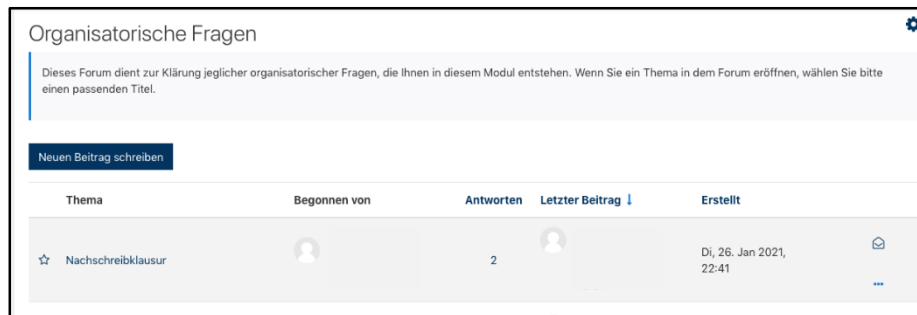 Organisatorische Fragen
Dieses Forum dient zur Klärung jeglicher organisatorischer Fragen, die Ihnen in diesem Modul entstehen. Wenn Sie ein Thema in dem Forum eröffnen, wählen Sie bitte
einen passenden Titel.
Neuen Beitrag schreiben
Thema Begonnen von Antworten Letzter Beitrag Erstellt
Nachschreibklausur 2 Di, 26. Jan 2021,
22:41